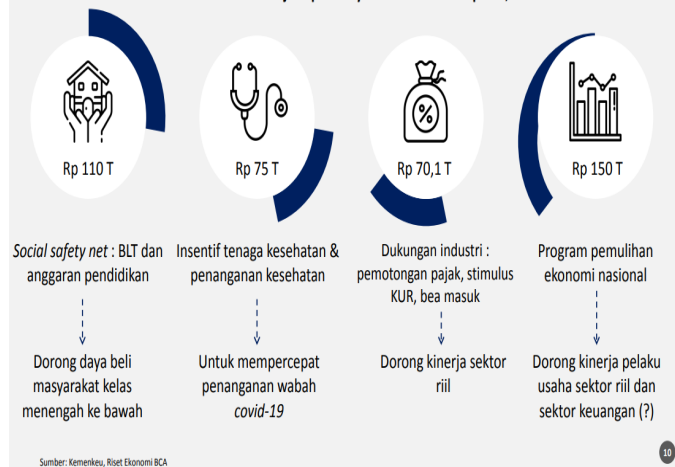 Rp 110 T
Rp 75 T
Rp 70,1 T
%
Rp 150 T
Social safety net : BLT dan
anggaran pendidikan
Insentif tenaga kesehatan &
penanganan kesehatan
Dukungan industri :
pemotongan pajak, stimulus
KUR, bea masuk
Program pemulihan
ekonomi nasional
Dorong daya beli
masyarakat kelas
menengah ke bawah
Untuk mempercepat
penanganan wabah
covid-19
Dorong kinerja sektor
riil
Dorong kinerja pelaku
usaha sektor riil dan
sektor keuangan (?)
Sumber: Kemenkeu, Riset Ekonomi BCA
10